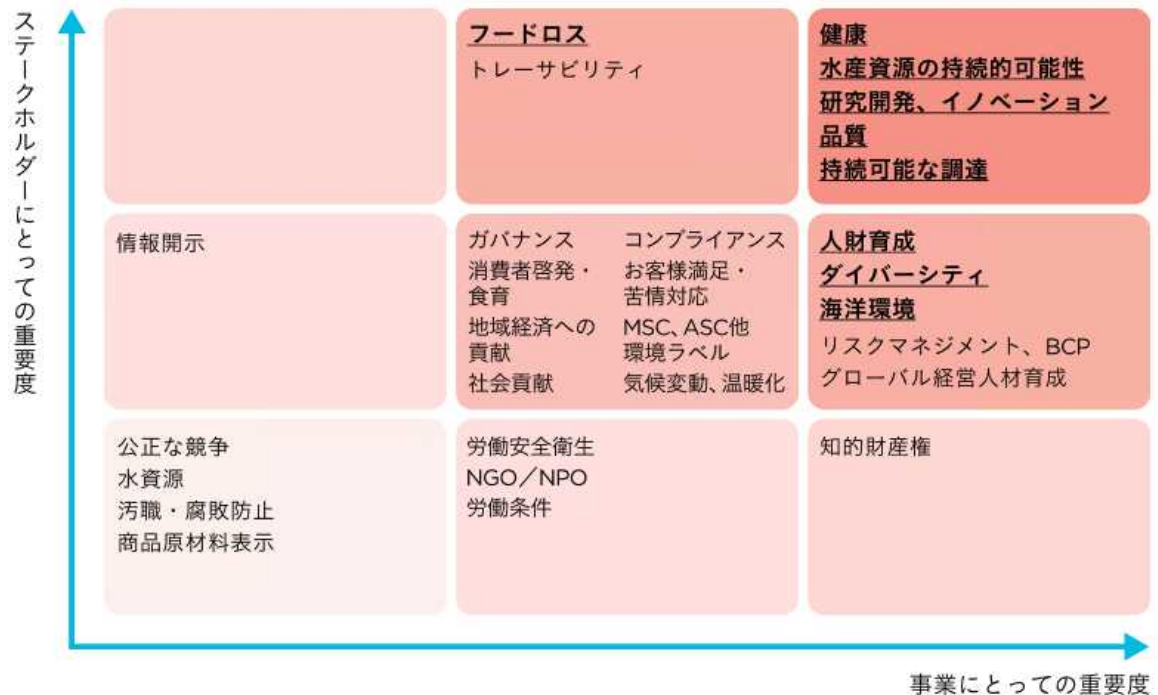 ステークホルダーにとっての重要度
フードロス
トレーサビリティ
健康
水産資源の持続的可能性
研究開発、イノベーション
品質
持続可能な調達
情報開示
ガバナンス
消費者啓発・
食育
地域経済への
貢献
社会貢献
コンプライアンス
お客様満足・
苦情対応
MSC、ASC他
環境ラベル
気候変動、温暖化
人財育成
ダイバーシティ
海洋環境
リスクマネジメント、BCP
グローバル経営人材育成
公正な競争
水資源
汚職・腐敗防止
商品原材料表示
労働安全衛生
NGO／NPO
労働条件
知的財産権
事業にとっての重要度